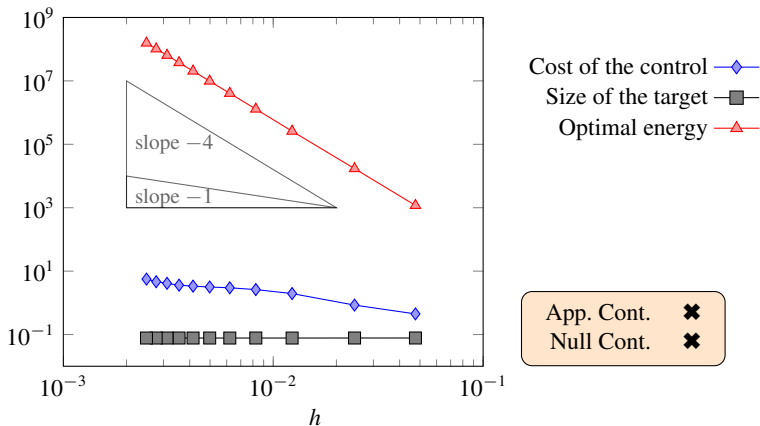 10^9
10^7
10^5
10^3
10^1
10^−1
slope −4
slope −1
10^−3
10^−2
10^−1
h
Cost of the control
Size of the target
Optimal energy
App. Cont. ✖
Null Cont. ✖